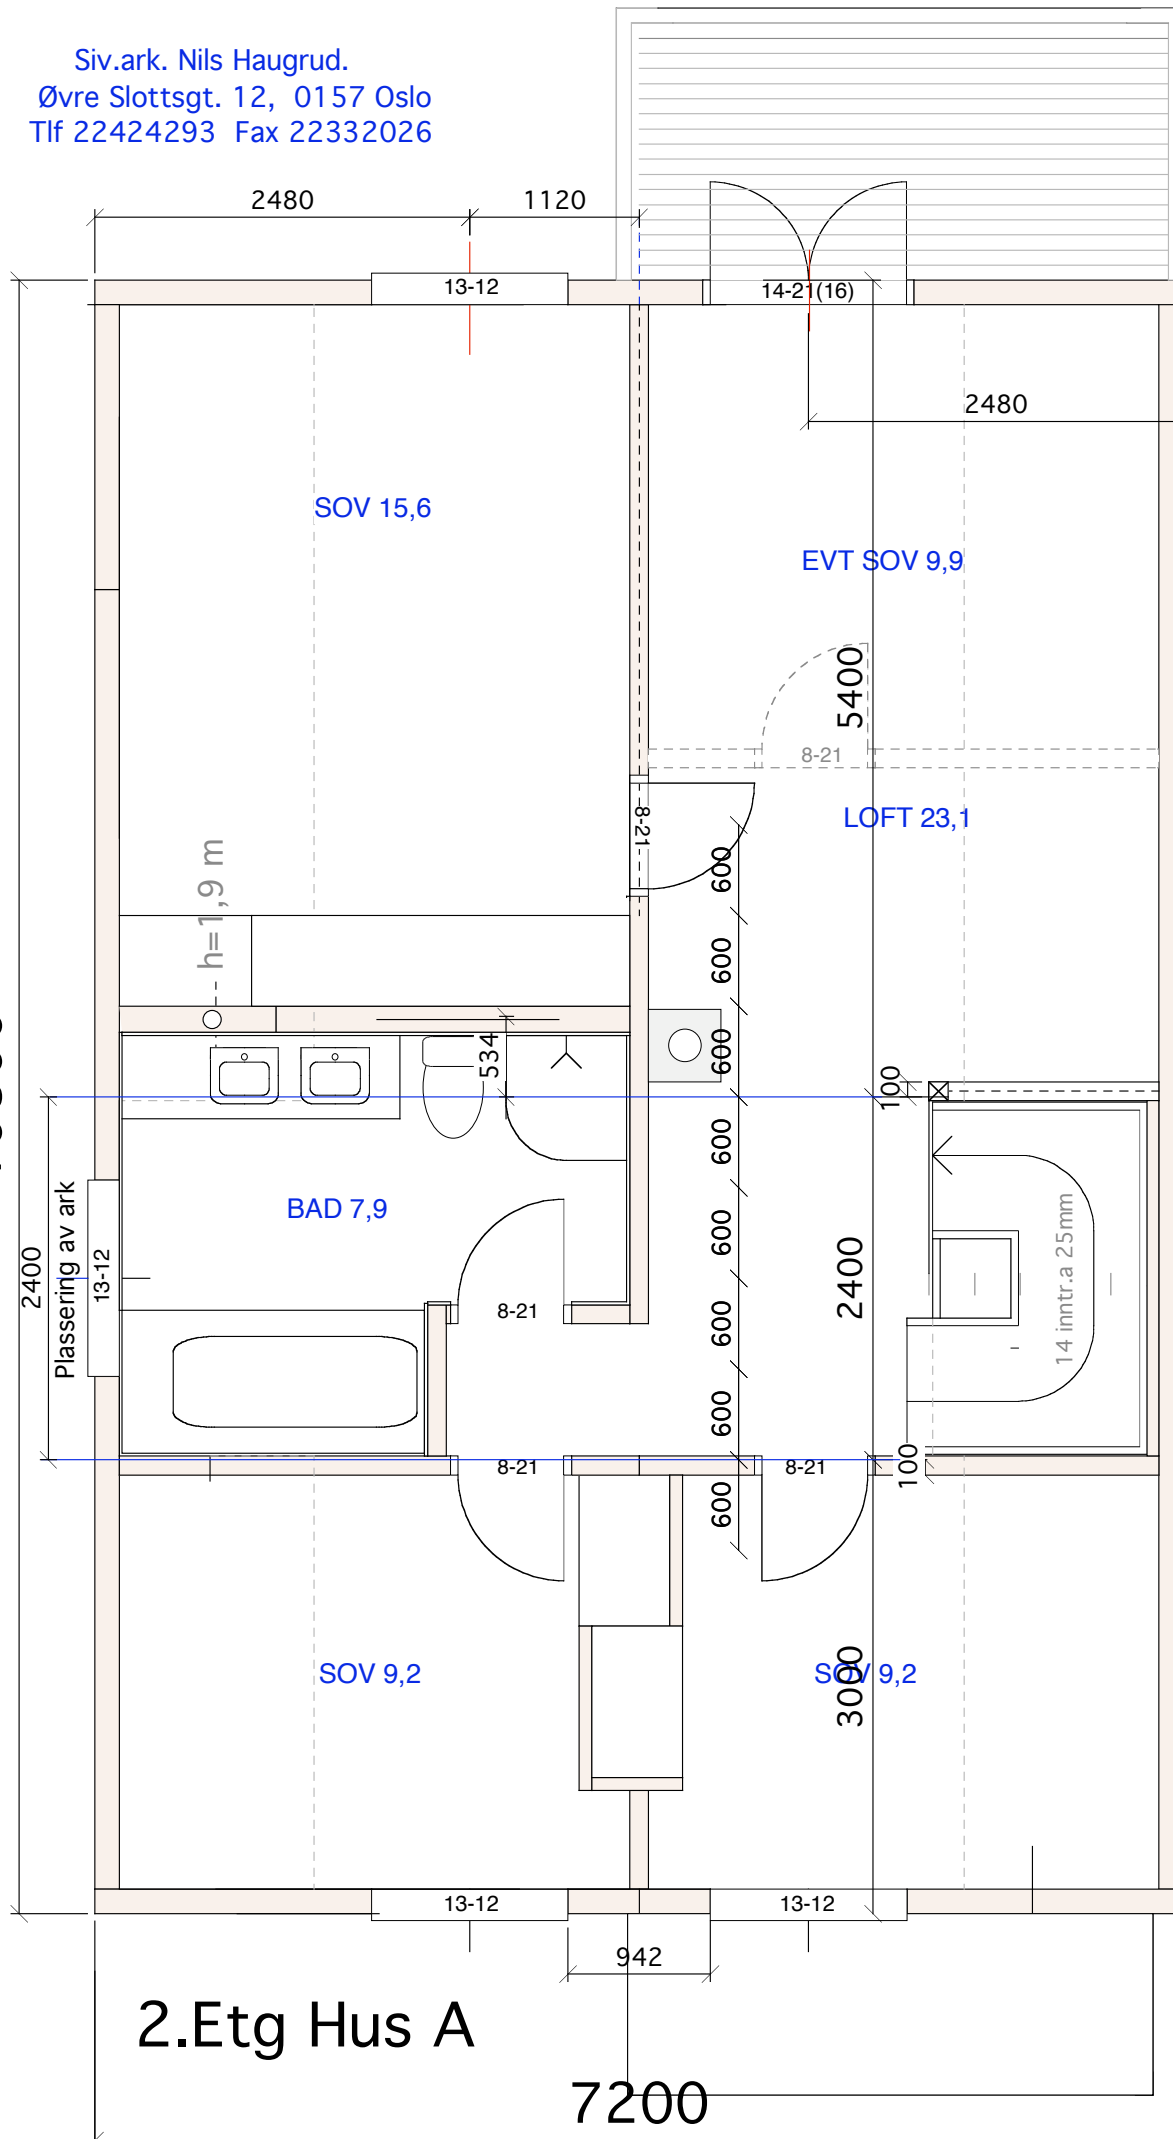 Siv.ark. Nils Haugrud.
Øvre Slottsgt. 12, 0157 Oslo
Tlf 22424293 Fax 22332026
2480
1120
13-12
14-21(16)
2480
SOV 15,6
EVT SOV 9,9
5400
8-21
8-21
LOFT 23,1
h=1,9 m
600
600
600
534
100
600
BAD 7,9
Plassering av ark
2400
13-12
600
2400
14 inntr.a 25mm
8-21
600
600
8-21
8-21
100
600
SOV 9,2
SOV 9,2
3000
13-12
13-12
942
2.Etg Hus A
7200